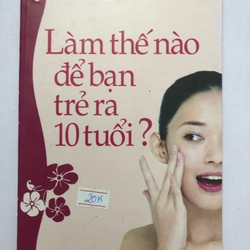 Làm thế nào
để bạn
trẻ ra
10 tuổi?
20K